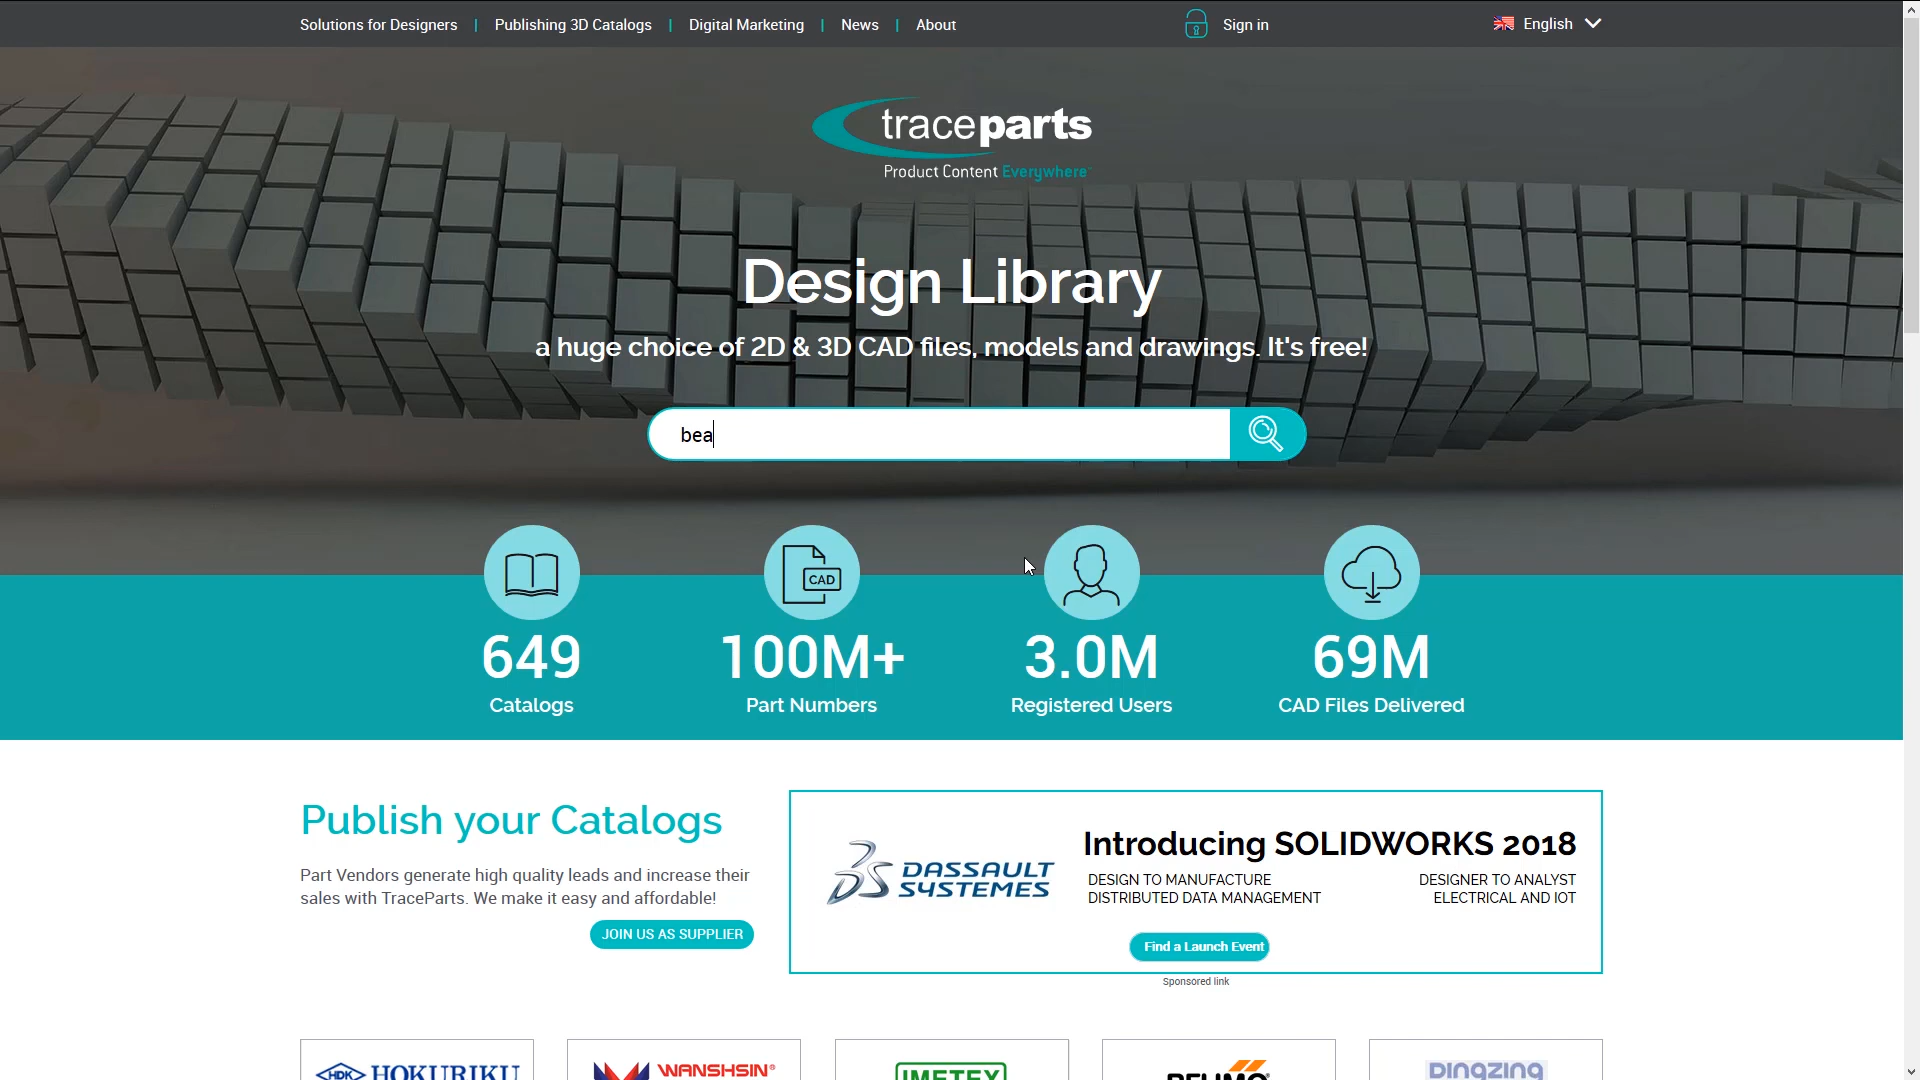 Solutions for Designers | Publishing 3D Catalogs | Digital Marketing | News | About
Sign in
English
traceparts
Product Content Everywhere
Design Library
a huge choice of 2D & 3D CAD files, models and drawings. It's free!
bea
CAD
649
Catalogs
100M+
Part Numbers
3.0M
Registered Users
69M
CAD Files Delivered
Publish your Catalogs
Part Vendors generate high quality leads and increase their
sales with TraceParts. We make it easy and affordable!
JOIN US AS SUPPLIER
DASSAULT
SYSTEMES
Introducing SOLIDWORKS 2018
DESIGN TO MANUFACTURE
DISTRIBUTED DATA MANAGEMENT
DESIGNER TO ANALYST
ELECTRICAL AND IOT
Find a Launch Event
Sponsored link
HDK HOKURIKU
WANSHSIN®
IMETEX
BELIMO®
DINGZING